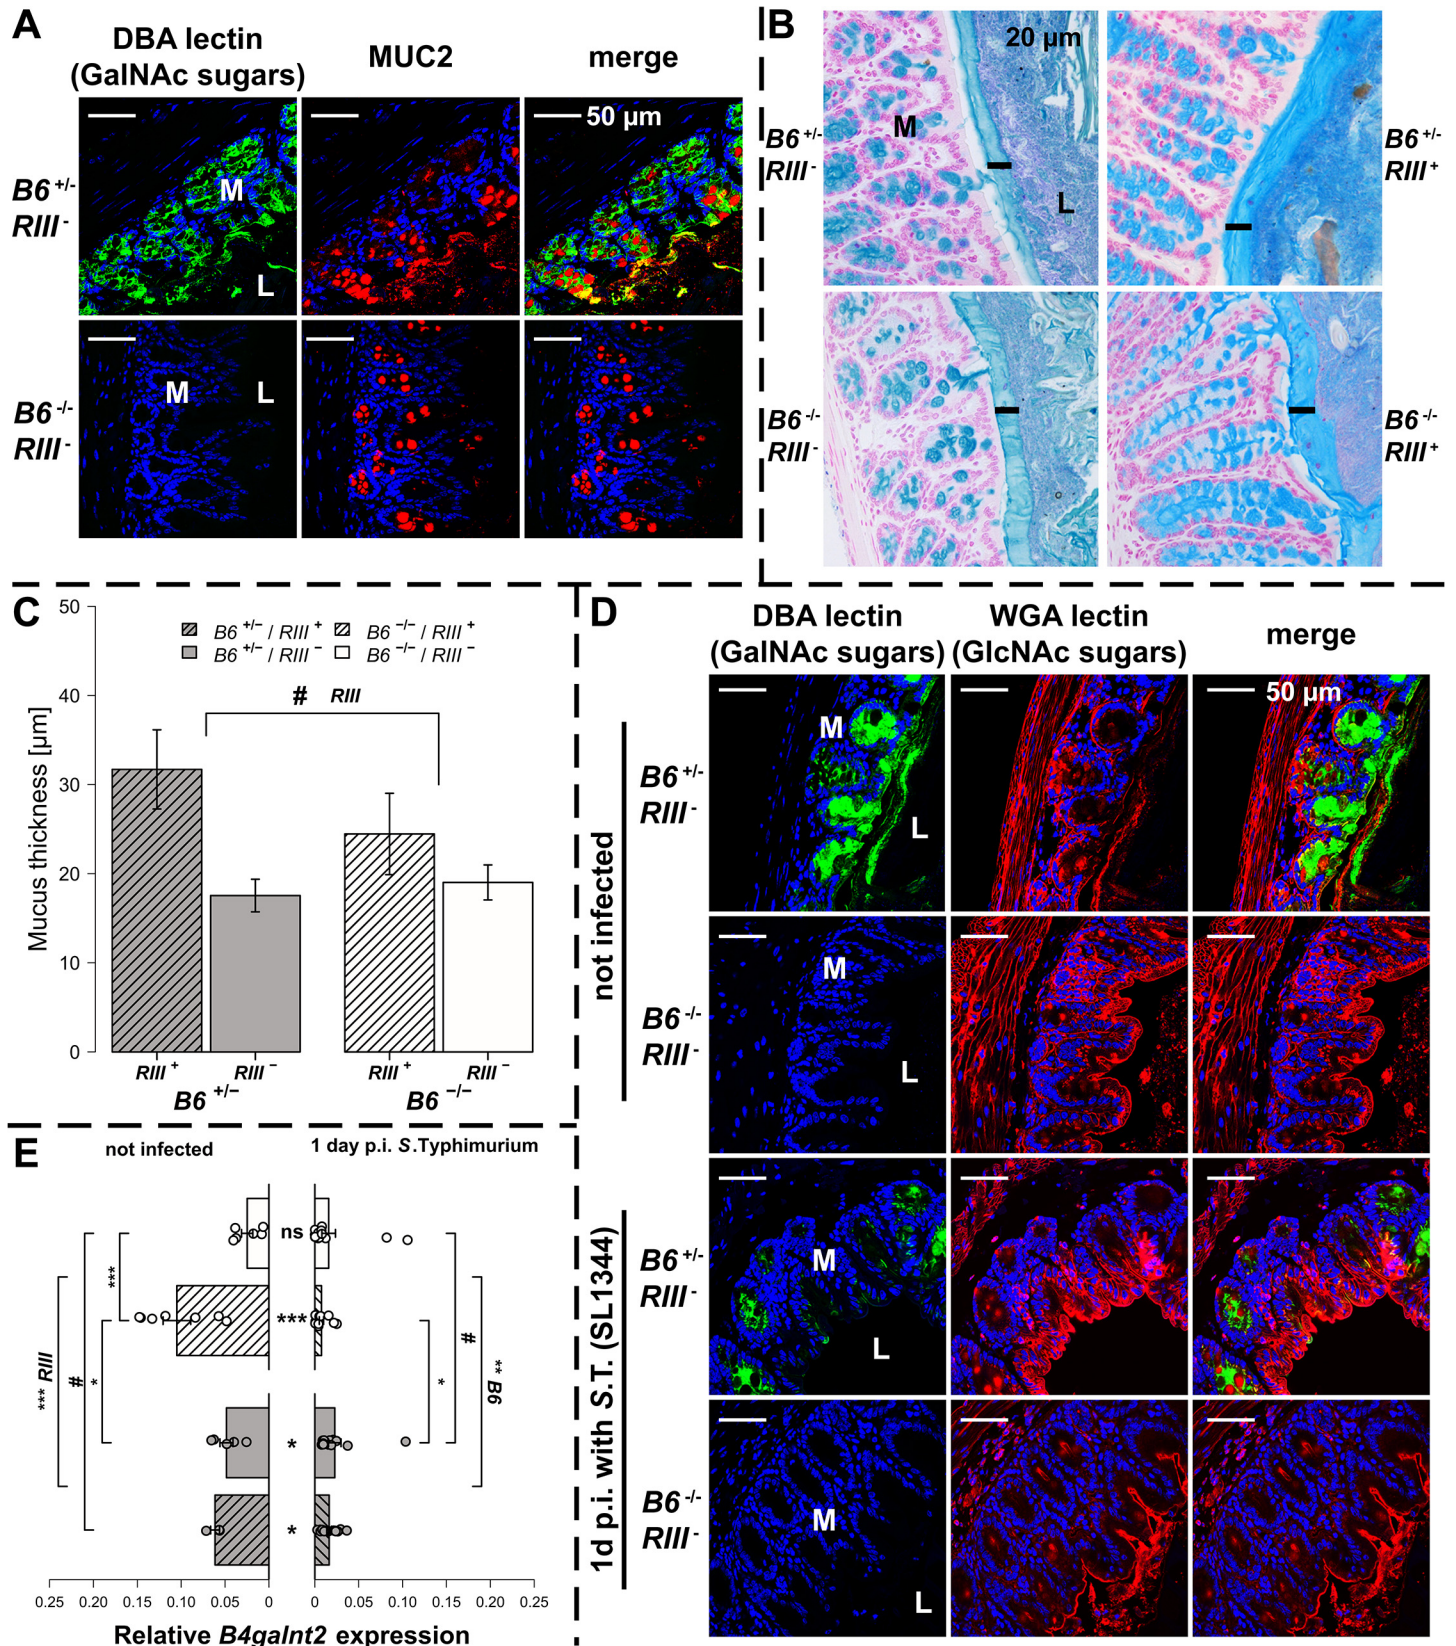 A
DBA lectin
(GalNAc sugars)
MUC2
merge
50 µm
B6 +/-
RIII -
M
L
B6 -/-
RIII -
M
L
B
20 µm
B6 +/-
RIII -
M
L
B6 +/-
RIII +
B6 -/-
RIII -
B6 -/-
RIII +
C
50
40
30
20
10
0
Mucus thickness [µm]
B6 +/− / RIII +
B6 −/− / RIII +
B6 +/− / RIII −
B6 −/− / RIII −
# RIII
RIII +
RIII −
RIII +
RIII −
B6 +/−
B6 −/−
D
DBA lectin
(GalNAc sugars)
WGA lectin
(GlcNAc sugars)
merge
50 µm
not infected
B6 +/-
RIII -
M
L
B6 -/-
RIII -
M
L
1d p.i. with S.T. (SL1344)
B6 +/-
RIII -
M
L
B6 -/-
RIII -
M
L
E
not infected
1 day p.i. S.Typhimurium
ns
***
*
*
***
*
#
*** RIII
*
#
** B6
0.25 0.20 0.15 0.10 0.05 0
0 0.05 0.10 0.15 0.20 0.25
Relative B4galnt2 expression